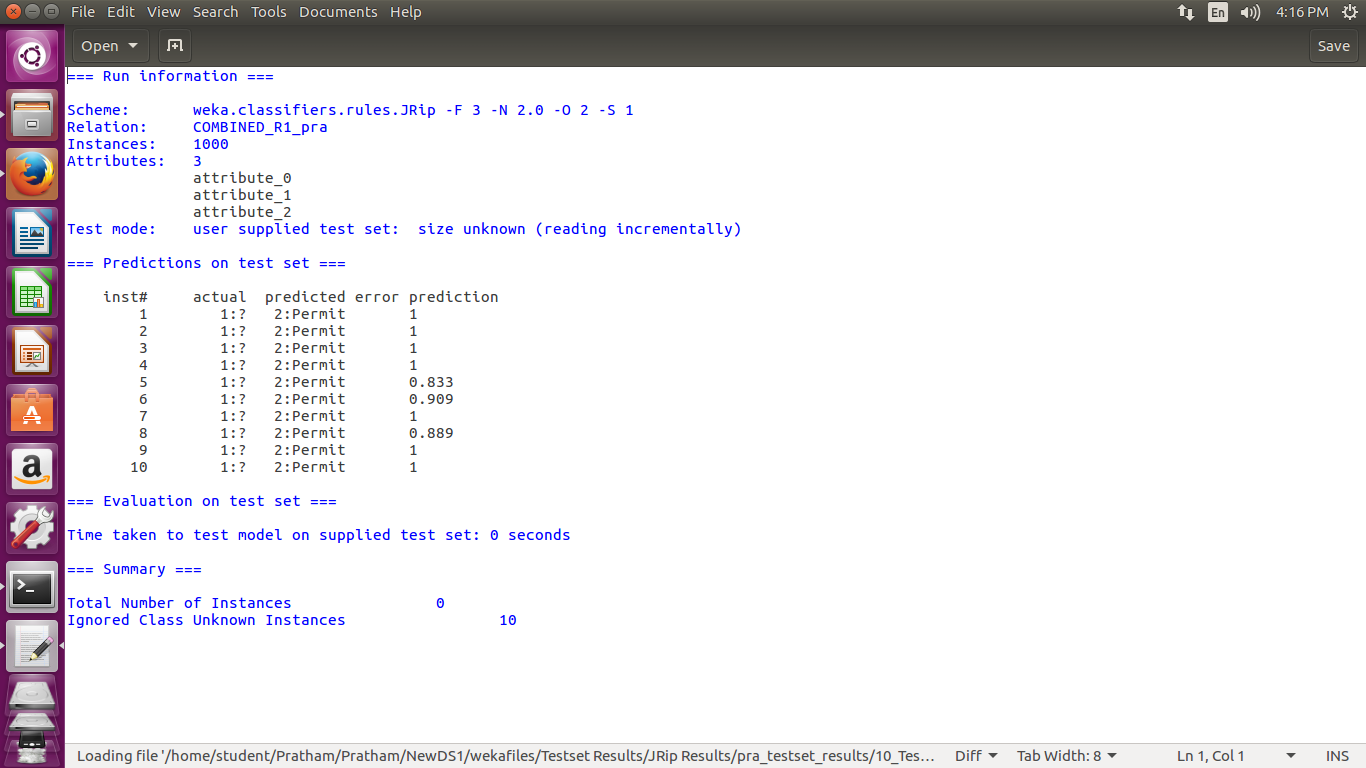 File Edit View Search Tools Documents Help En 4:16 PM
Open Save
=== Run information ===
Scheme: weka.classifiers.rules.JRip -F 3 -N 2.0 -O 2 -S 1
Relation: COMBINED_R1_pra
Instances: 1000
Attributes: 3
attribute_0
attribute_1
attribute_2
Test mode: user supplied test set: size unknown (reading incrementally)
=== Predictions on test set ===
inst# actual predicted error prediction
1 1:? 2:Permit 1
2 1:? 2:Permit 1
3 1:? 2:Permit 1
4 1:? 2:Permit 1
5 1:? 2:Permit 0.833
6 1:? 2:Permit 0.909
7 1:? 2:Permit 1
8 1:? 2:Permit 0.889
9 1:? 2:Permit 1
10 1:? 2:Permit 1
=== Evaluation on test set ===
Time taken to test model on supplied test set: 0 seconds
=== Summary ===
Total Number of Instances 0
Ignored Class Unknown Instances 10
Loading file '/home/student/Pratham/Pratham/NewDS1/wekafiles/Testset Results/JRip Results/pra_testset_results/10_Tes... Diff Tab Width: 8 Ln 1, Col 1 INS